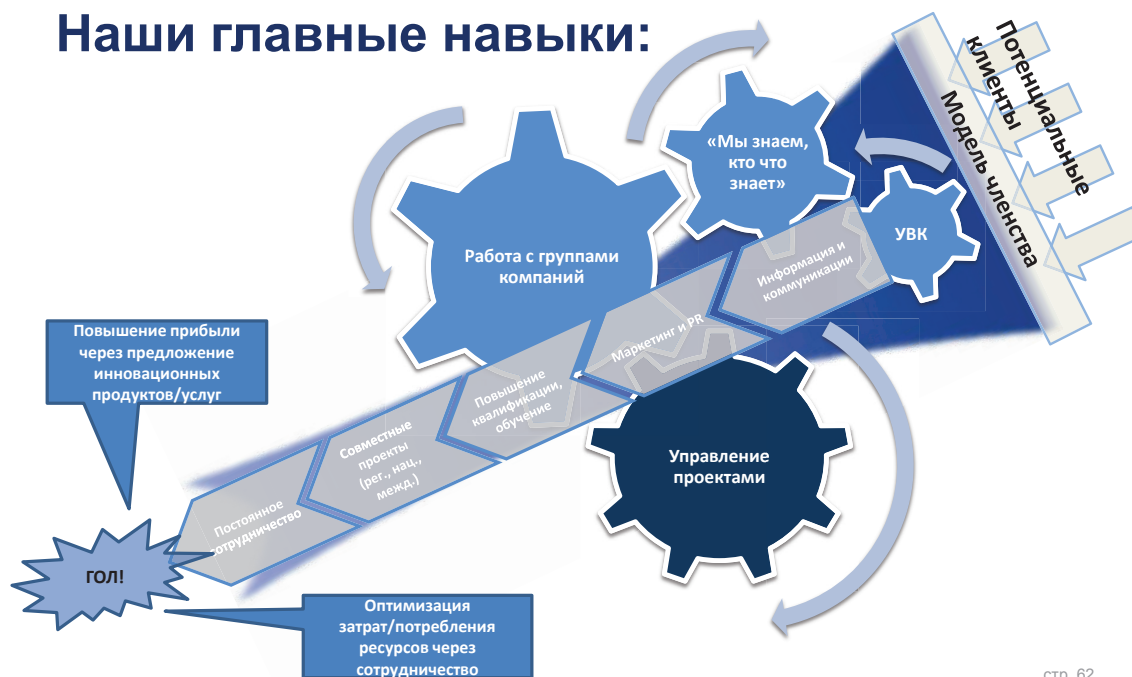 Наши главные навыки:
Потенциальные
клиенты
Модель членства
«Мы знаем,
кто что
знает»
УВК
Работа с группами
компаний
Информация и
коммуникации
Маркетинг и PR
Повышение
квалификации,
обучение
Совместные
проекты
(рег., нац.,
межд.)
Постоянное
сотрудничество
Управление
проектами
Повышение прибыли
через предложение
инновационных
продуктов/услуг
ГОЛ!
Оптимизация
затрат/потребления
ресурсов через
сотрудничество
стр. 62